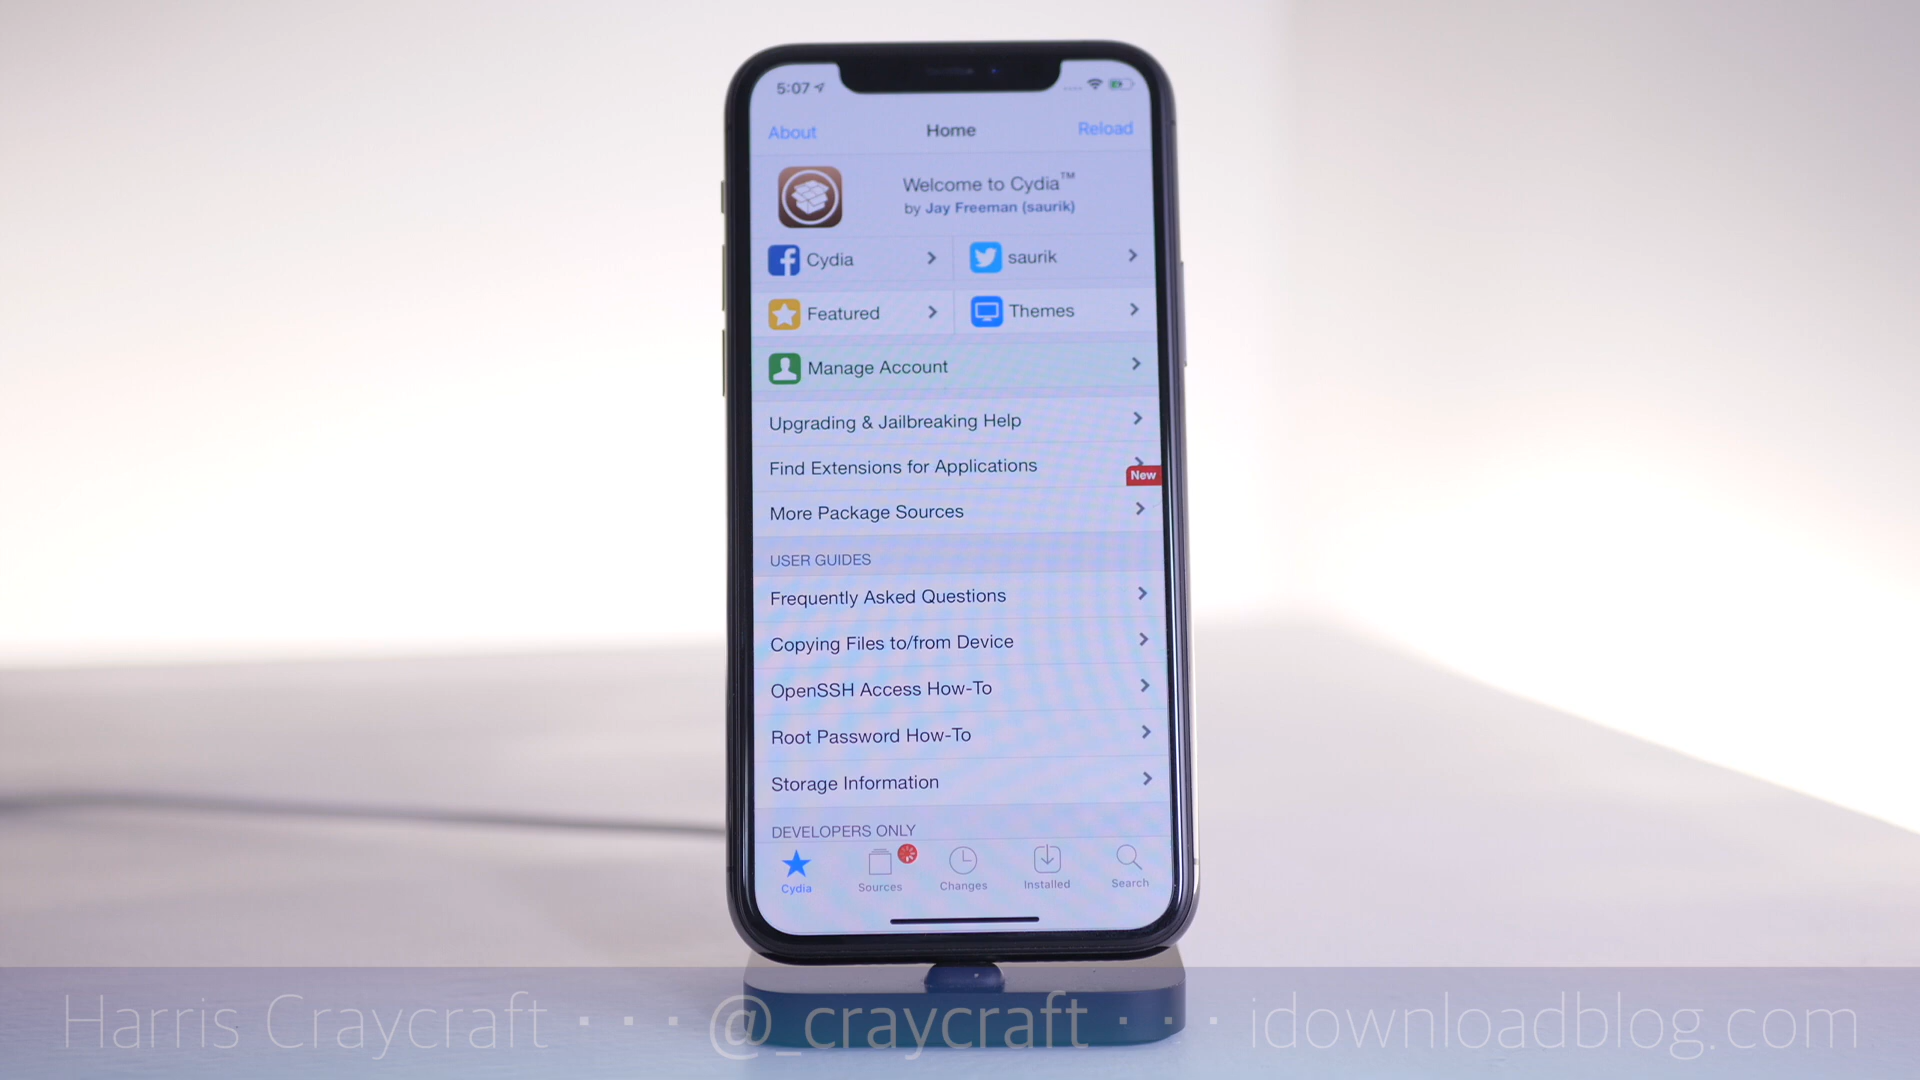 5:07
About Home Reload
Welcome to Cydia™
by Jay Freeman (saurik)
Cydia saurik
Featured Themes
Manage Account
Upgrading & Jailbreaking Help
Find Extensions for Applications
New
More Package Sources
USER GUIDES
Frequently Asked Questions
Copying Files to/from Device
OpenSSH Access How-To
Root Password How-To
Storage Information
DEVELOPERS ONLY
Cydia Sources Changes Installed Search
Harris Craycraft · · · @_craycraft · · · idownloadblog.com